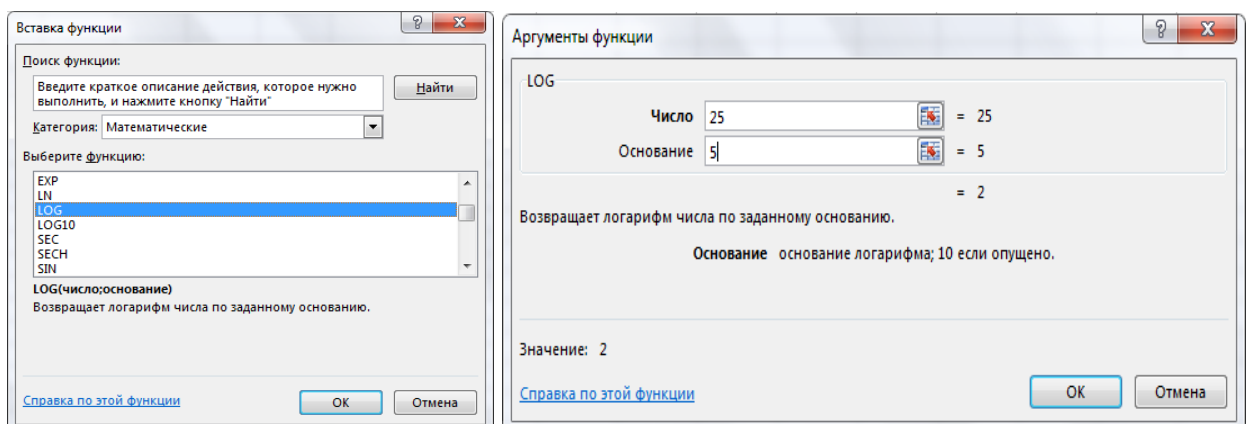 Вставка функции
Поиск функции:
Введите краткое описание действия, которое нужно
выполнить, и нажмите кнопку "Найти"
Найти
Категория: Математические
Выберите функцию:
EXP
LN
LOG
LOG10
SEC
SECH
SIN
LOG(число;основание)
Возвращает логарифм числа по заданному основанию.
Справка по этой функции
ОК
Отмена
Аргументы функции
LOG
Число 25 = 25
Основание 5 = 5
= 2
Возвращает логарифм числа по заданному основанию.
Основание основание логарифма; 10 если опущено.
Значение: 2
Справка по этой функции
ОК
Отмена